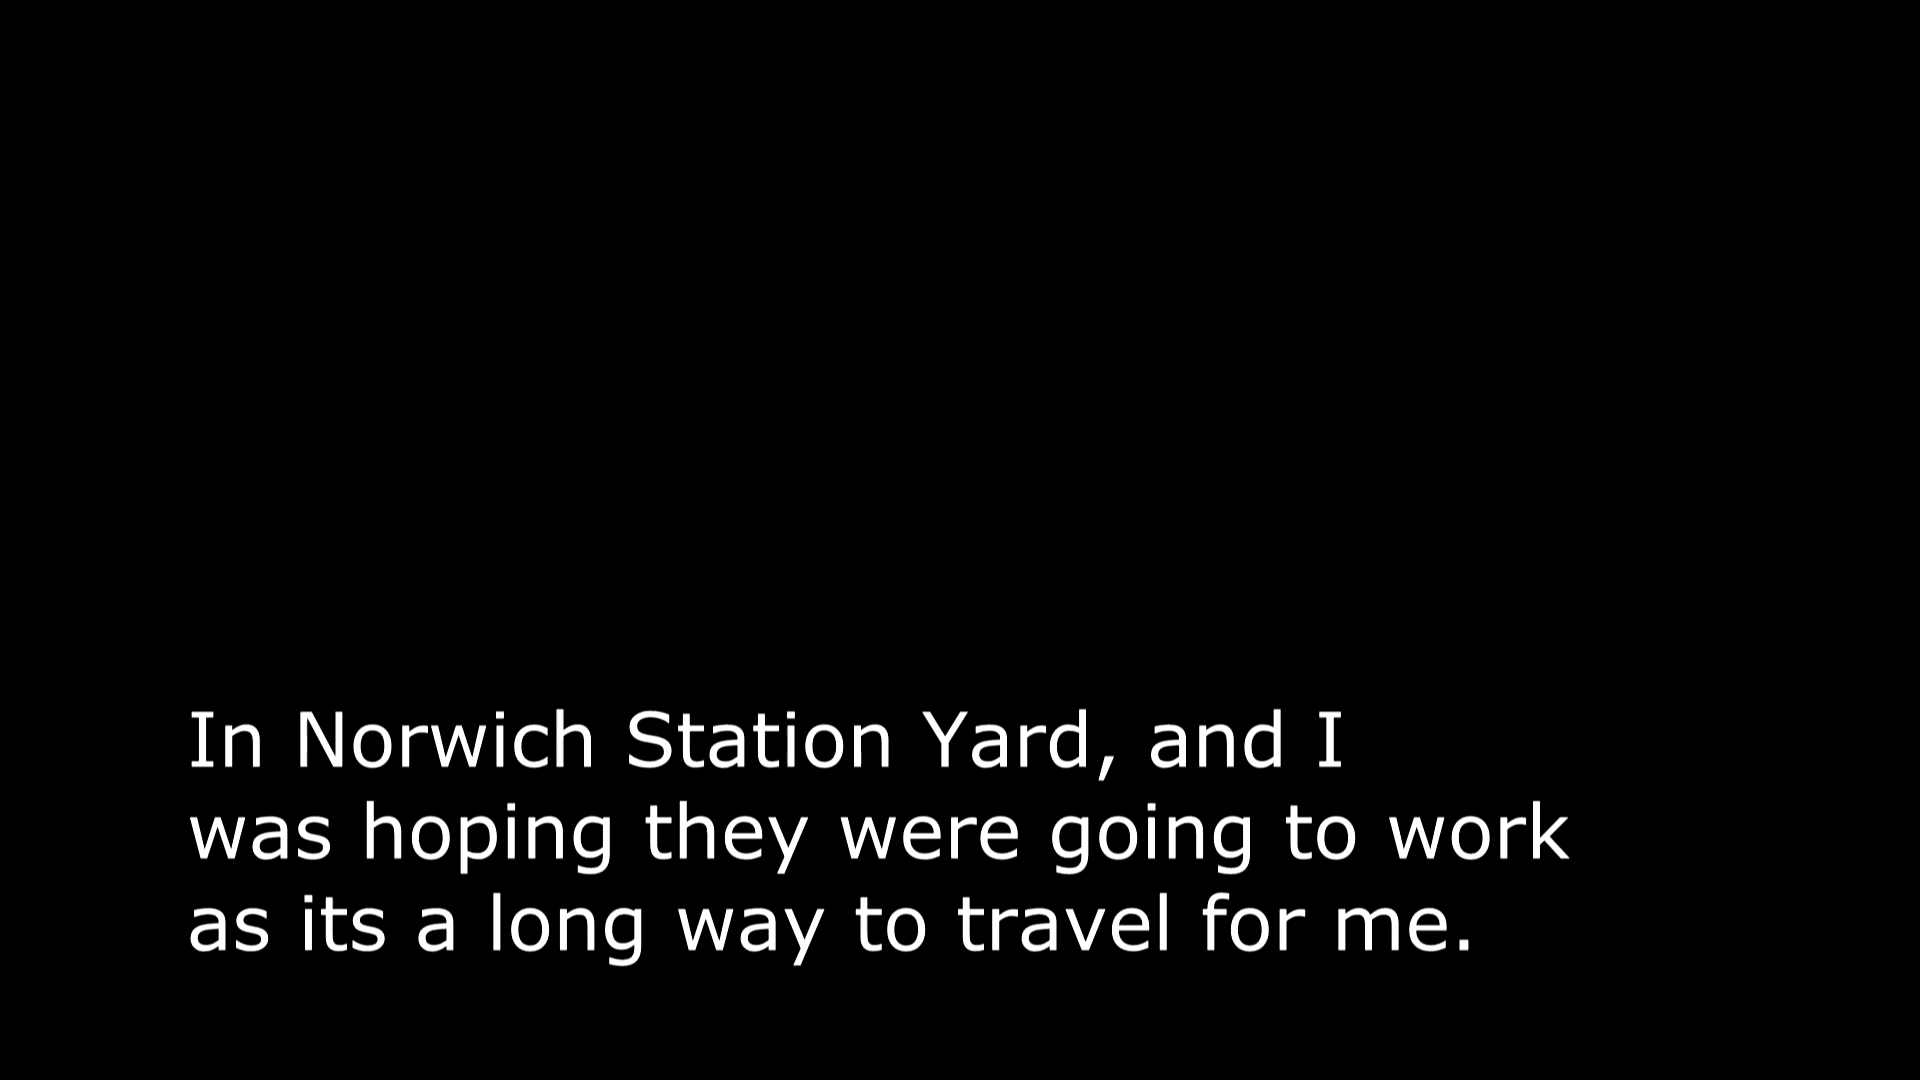 In Norwich Station Yard, and I
was hoping they were going to work
as its a long way to travel for me.